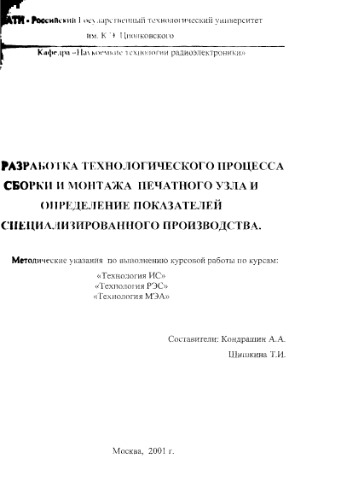 МАТИ - Российский Государственный технологический университет
им. К.Э. Циолковского
Кафедра «Наукоемкие технологии радиоэлектроники»
РАЗРАБОТКА ТЕХНОЛОГИЧЕСКОГО ПРОЦЕССА
СБОРКИ И МОНТАЖА ПЕЧАТНОГО УЗЛА И
ОПРЕДЕЛЕНИЕ ПОКАЗАТЕЛЕЙ
СПЕЦИАЛИЗИРОВАННОГО ПРОИЗВОДСТВА.
Методические указания по выполнению курсовой работы по курсам:
«Технология ИС»
«Технология РЭС»
«Технология МЭА»
Составители: Кондрашин А.А.
Шишкина Т.И.
Москва, 2001 г.